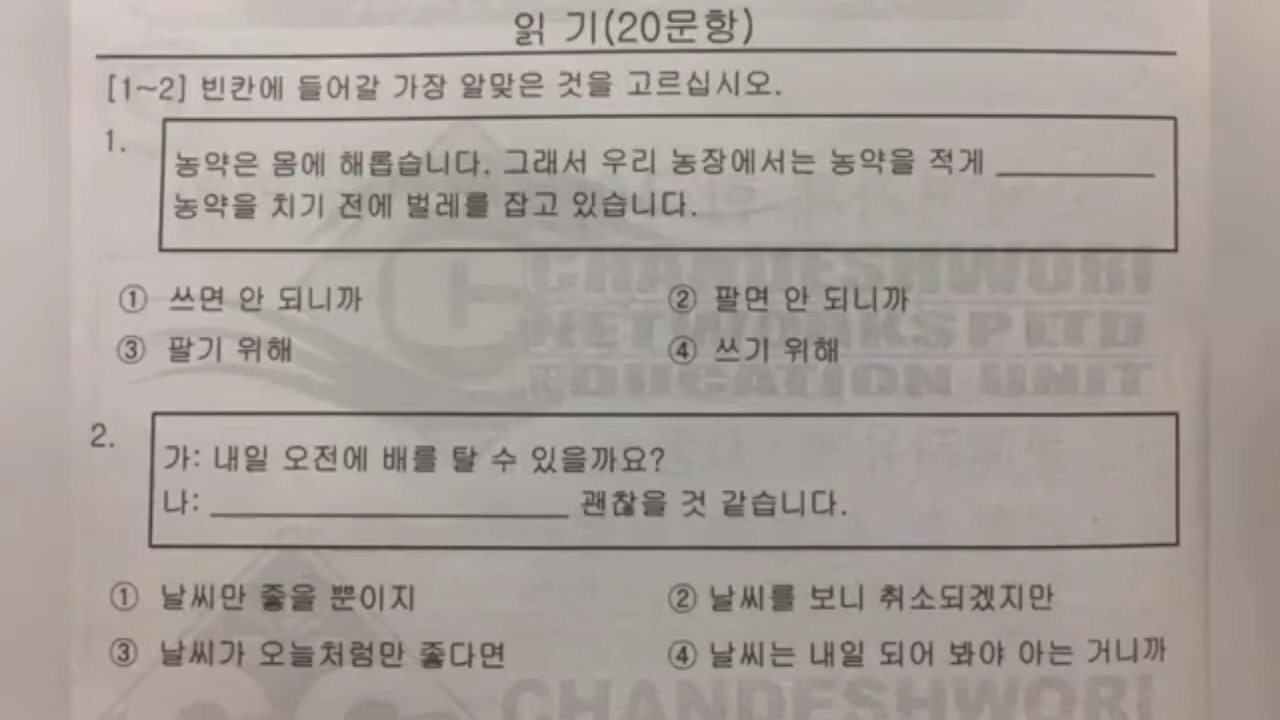 읽 기(20문항)
[1~2] 빈칸에 들어갈 가장 알맞은 것을 고르십시오.
1.
농약은 몸에 해롭습니다. 그래서 우리 농장에서는 농약을 적게 __________
농약을 치기 전에 벌레를 잡고 있습니다.
① 쓰면 안 되니까 ② 팔면 안 되니까
③ 팔기 위해 ④ 쓰기 위해
CHANDESHWORI
NETWORKS P LTD
EDUCATION UNIT
2.
가: 내일 오전에 배를 탈 수 있을까요?
나: ______________________ 괜찮을 것 같습니다.
① 날씨만 좋을 뿐이지 ② 날씨를 보니 취소되겠지만
③ 날씨가 오늘처럼만 좋다면 ④ 날씨는 내일 되어 봐야 아는 거니까
CHANDESHWORI